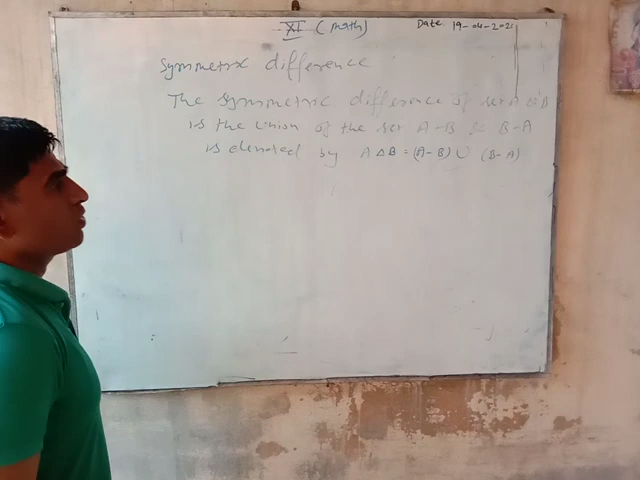 XI (Math) Date 19-04-2021
Symmetric difference
The Symmetric difference of set A & B
is the Union of the set A-B & B-A
is denoted by A Δ B = (A-B) ∪ (B-A)